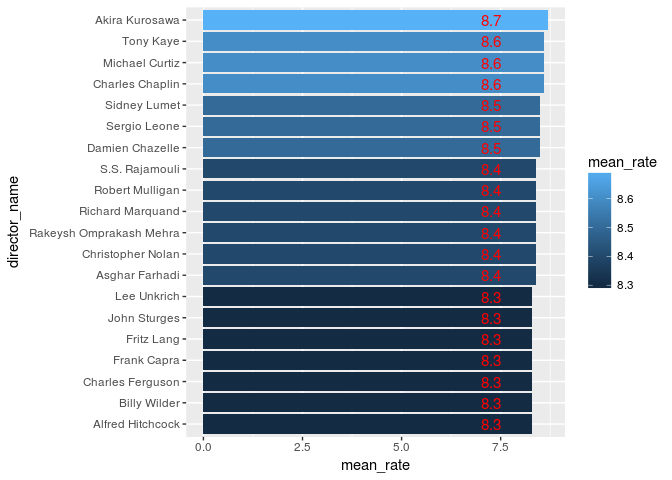 Akira Kurosawa 8.7
Tony Kaye 8.6
Michael Curtiz 8.6
Charles Chaplin 8.6
Sidney Lumet 8.5
Sergio Leone 8.5
Damien Chazelle 8.5
S.S. Rajamouli 8.4
Robert Mulligan 8.4
Richard Marquand 8.4
Rakeysh Omprakash Mehra 8.4
Christopher Nolan 8.4
Asghar Farhadi 8.4
Lee Unkrich 8.3
John Sturges 8.3
Fritz Lang 8.3
Frank Capra 8.3
Charles Ferguson 8.3
Billy Wilder 8.3
Alfred Hitchcock 8.3
director_name
0.0 2.5 5.0 7.5
mean_rate
mean_rate
8.6
8.5
8.4
8.3